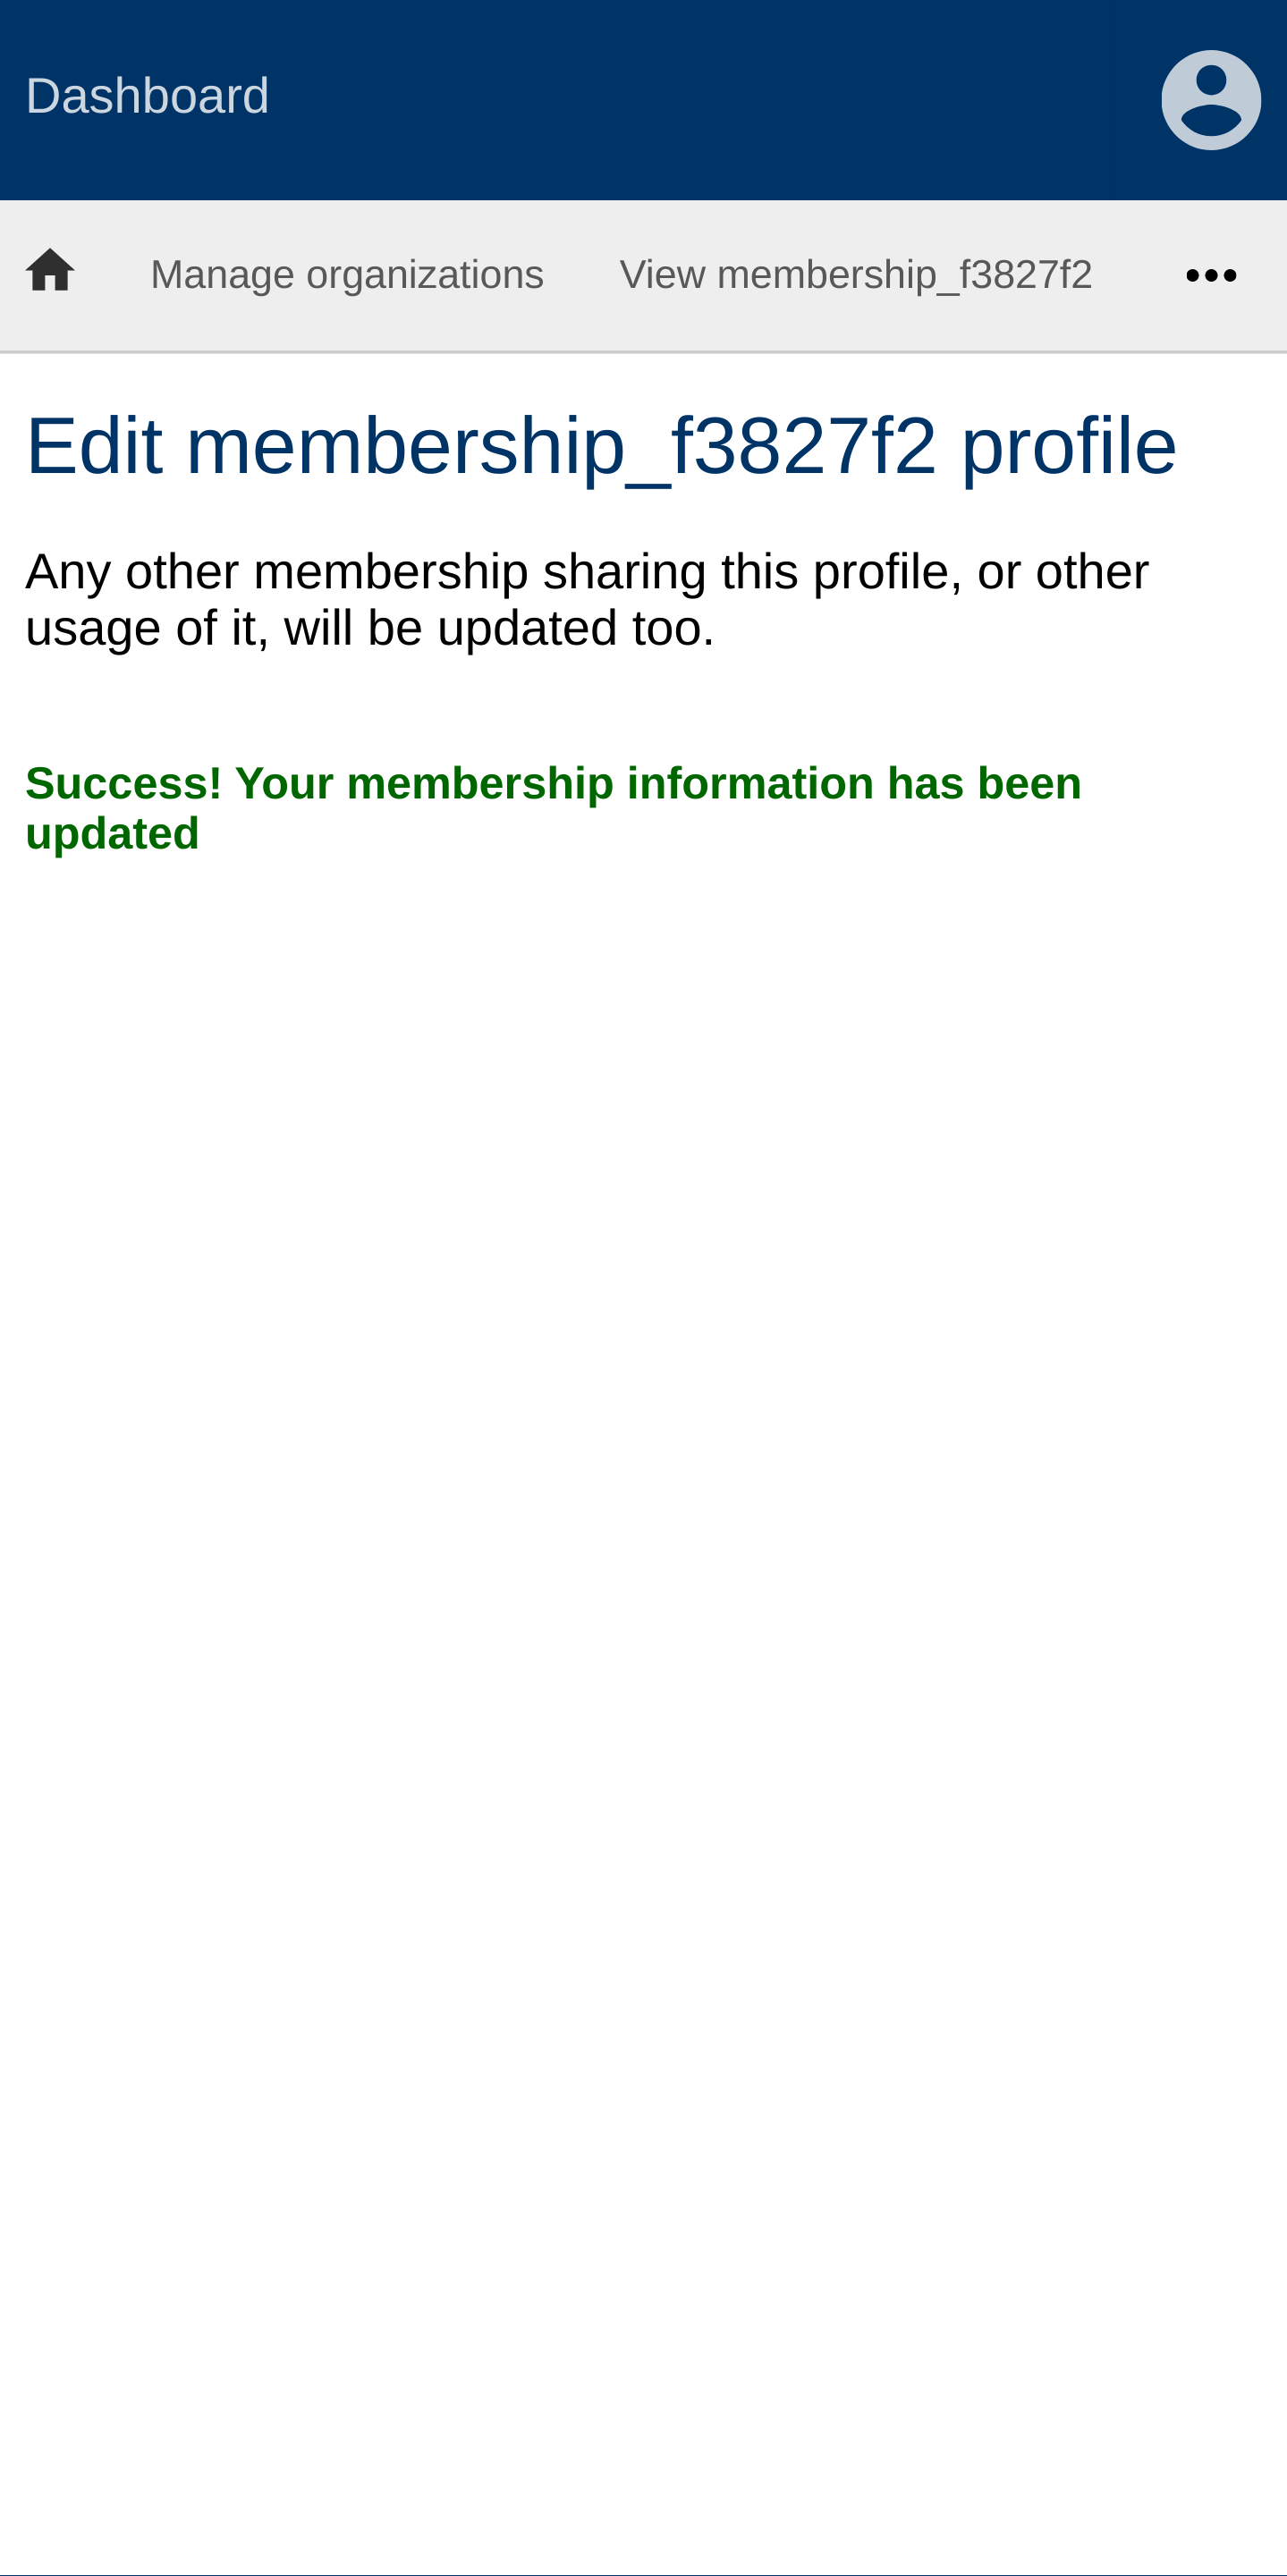 Dashboard
Manage organizations View membership_f3827f2
Edit membership_f3827f2 profile
Any other membership sharing this profile, or other
usage of it, will be updated too.
Success! Your membership information has been
updated